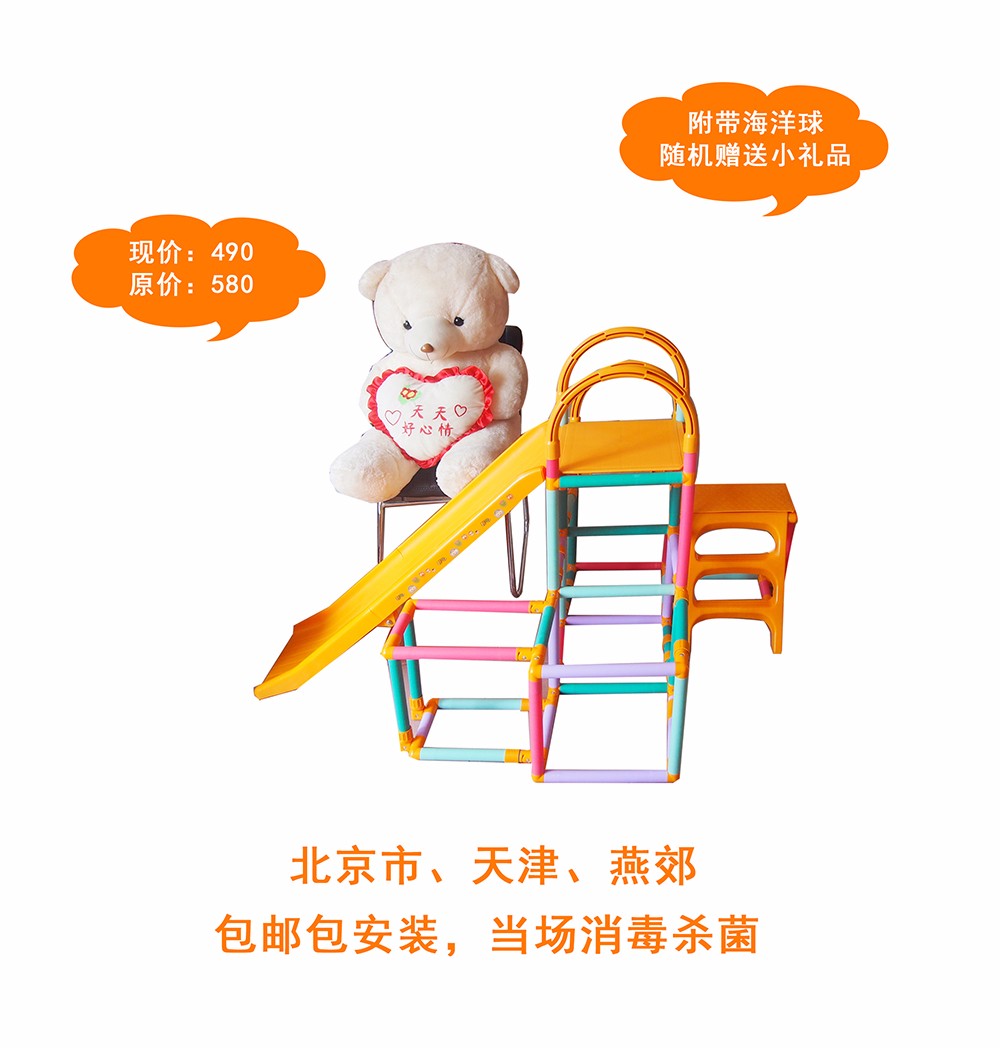 附带海洋球
随机赠送小礼品
现价：490
原价：580
天天
好心情
北京市、天津、燕郊
包邮包安装，当场消毒杀菌